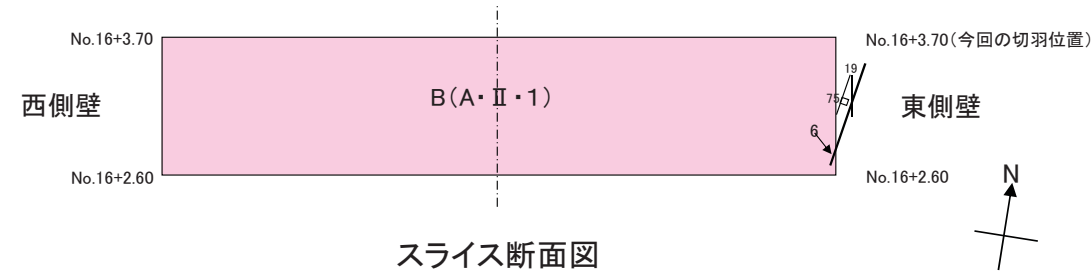 No.16+3.70
No.16+3.70(今回の切羽位置)
19
西側壁
B(A・Ⅱ・1)
75
東側壁
6
No.16+2.60
No.16+2.60
N
スライス断面図